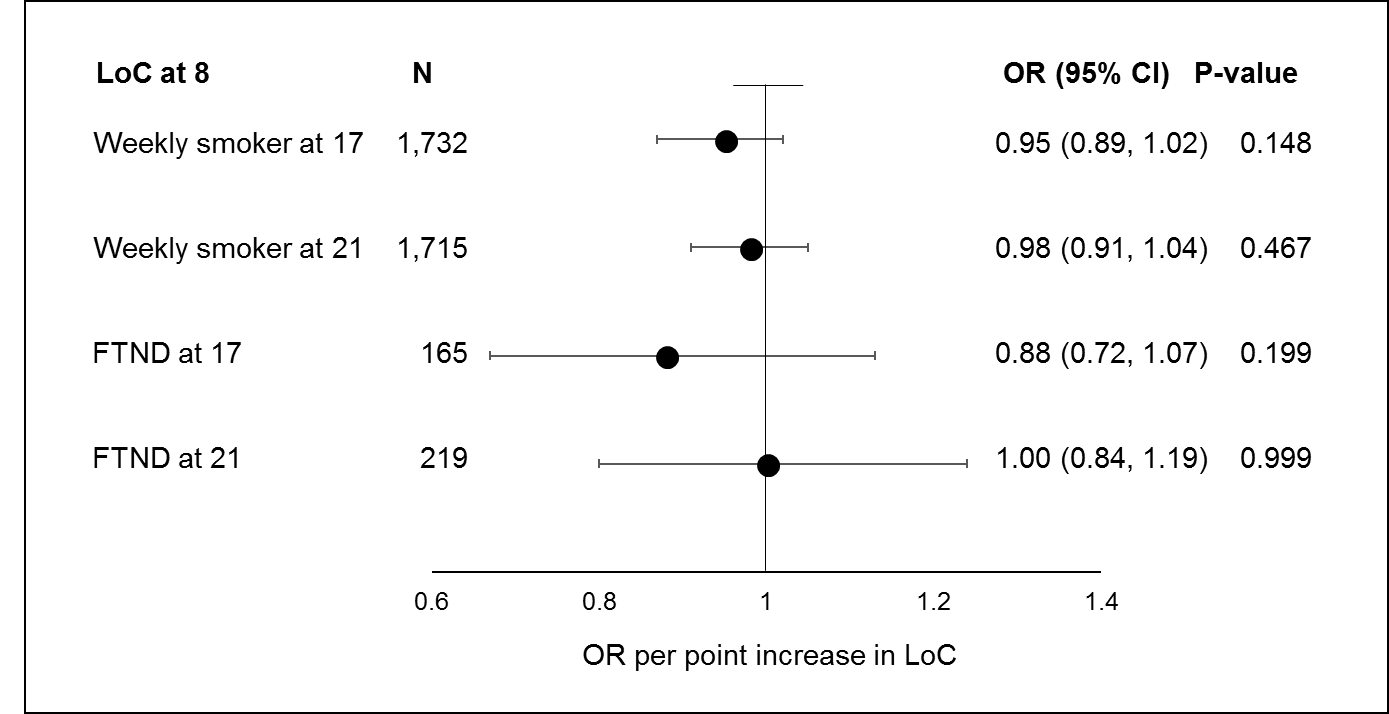 LoC at 8 N OR (95% CI) P-value
Weekly smoker at 17 1,732 0.95 (0.89, 1.02) 0.148
Weekly smoker at 21 1,715 0.98 (0.91, 1.04) 0.467
FTND at 17 165 0.88 (0.72, 1.07) 0.199
FTND at 21 219 1.00 (0.84, 1.19) 0.999
0.6 0.8 1 1.2 1.4
OR per point increase in LoC